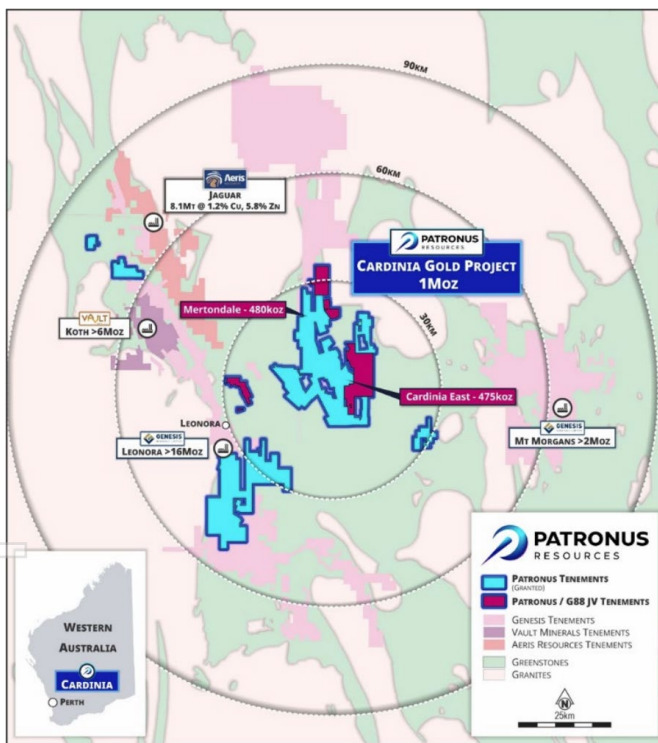 90KM
60KM
30KM
Aeris
JAGUAR
8.1MT @ 1.2% CU, 5.8% ZN
PATRONUS
RESOURCES
CARDINIA GOLD PROJECT
1MOZ
Mertondale - 480koz
VAULT
KOTH >6MOZ
Cardinia East - 475koz
LEONORA
GENESIS
LEONORA >16MOZ
GENESIS
MT MORGANS >2MOZ
PATRONUS
RESOURCES
PATRONUS TENEMENTS
(GRANTED)
PATRONUS / G88 JV TENEMENTS
GENESIS TENEMENTS
VAULT MINERALS TENEMENTS
AERIS RESOURCES TENEMENTS
GREENSTONES
GRANITES
N
25km
WESTERN
AUSTRALIA
CARDINIA
PERTH